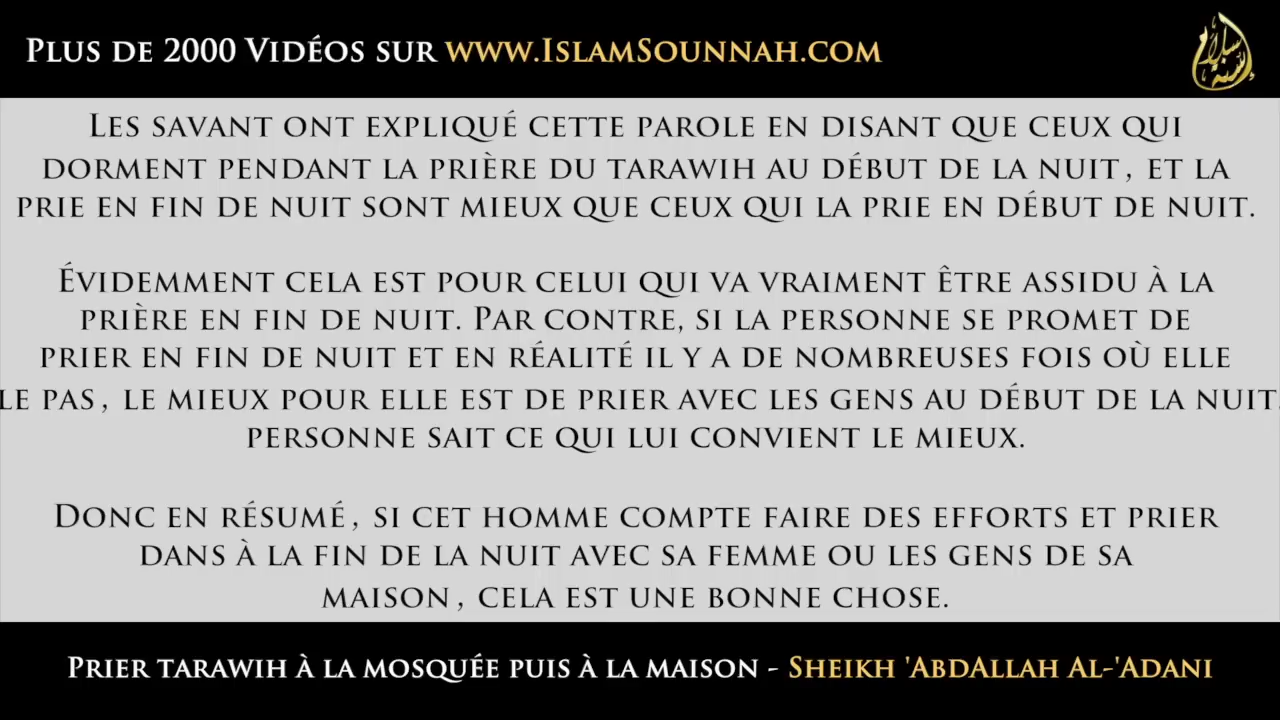 Plus de 2000 Vidéos sur www.IslamSounnah.com
Les savant ont expliqué cette parole en disant que ceux qui
dorment pendant la prière du tarawih au début de la nuit, et la
prie en fin de nuit sont mieux que ceux qui la prie en début de nuit.
Évidemment cela est pour celui qui va vraiment être assidu à la
prière en fin de nuit. Par contre, si la personne se promet de
prier en fin de nuit et en réalité il y a de nombreuses fois où elle
le pas, le mieux pour elle est de prier avec les gens au début de la nuit.
personne sait ce qui lui convient le mieux.
Donc en résumé, si cet homme compte faire des efforts et prier
dans à la fin de la nuit avec sa femme ou les gens de sa
maison, cela est une bonne chose.
Prier tarawih à la mosquée puis à la maison - Sheikh 'AbdAllah Al-'Adani